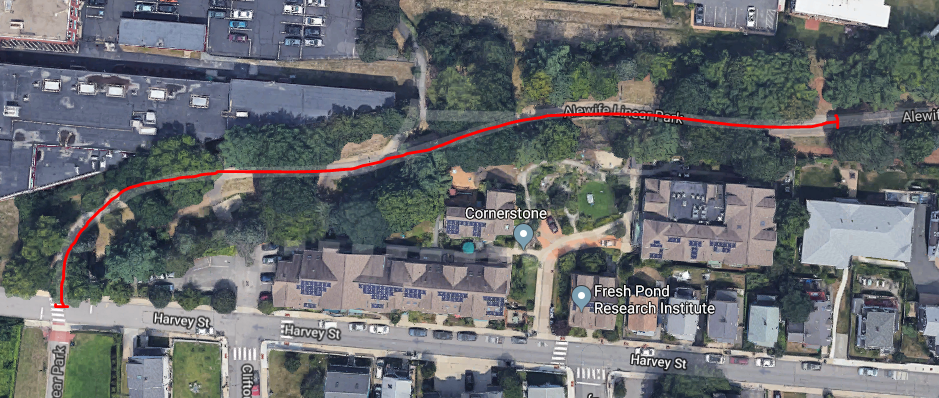 Alewife Linear Park
Alewif
Cornerstone
Fresh Pond
Research Institute
Harvey St
Harvey St
Harvey St
ear Park
Clifto